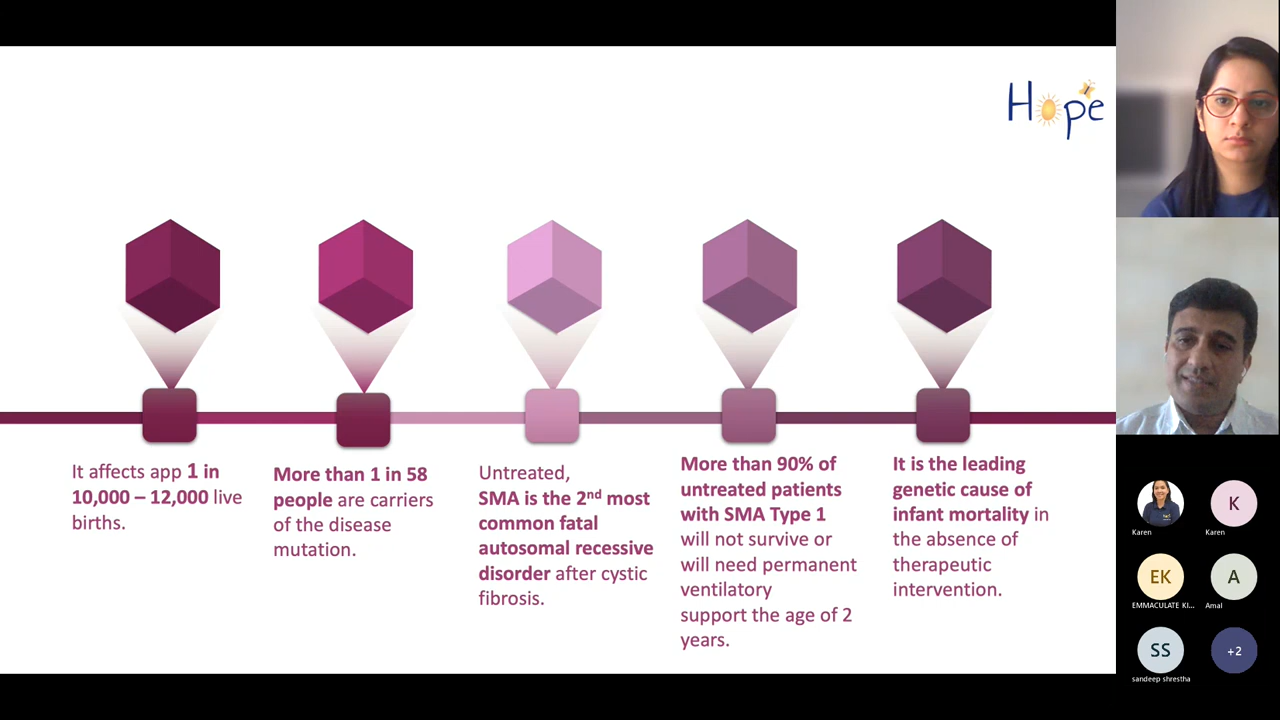 Hope
It affects app 1 in
10,000 – 12,000 live
births.
More than 1 in 58
people are carriers
of the disease
mutation.
Untreated,
SMA is the 2nd most
common fatal
autosomal recessive
disorder after cystic
fibrosis.
More than 90% of
untreated patients
with SMA Type 1
will not survive or
will need permanent
ventilatory
support the age of 2
years.
It is the leading
genetic cause of
infant mortality in
the absence of
therapeutic
intervention.
Karen
K
Karen
EK
EMMACULATE KI...
A
Amal
SS
sandeep shrestha
+2